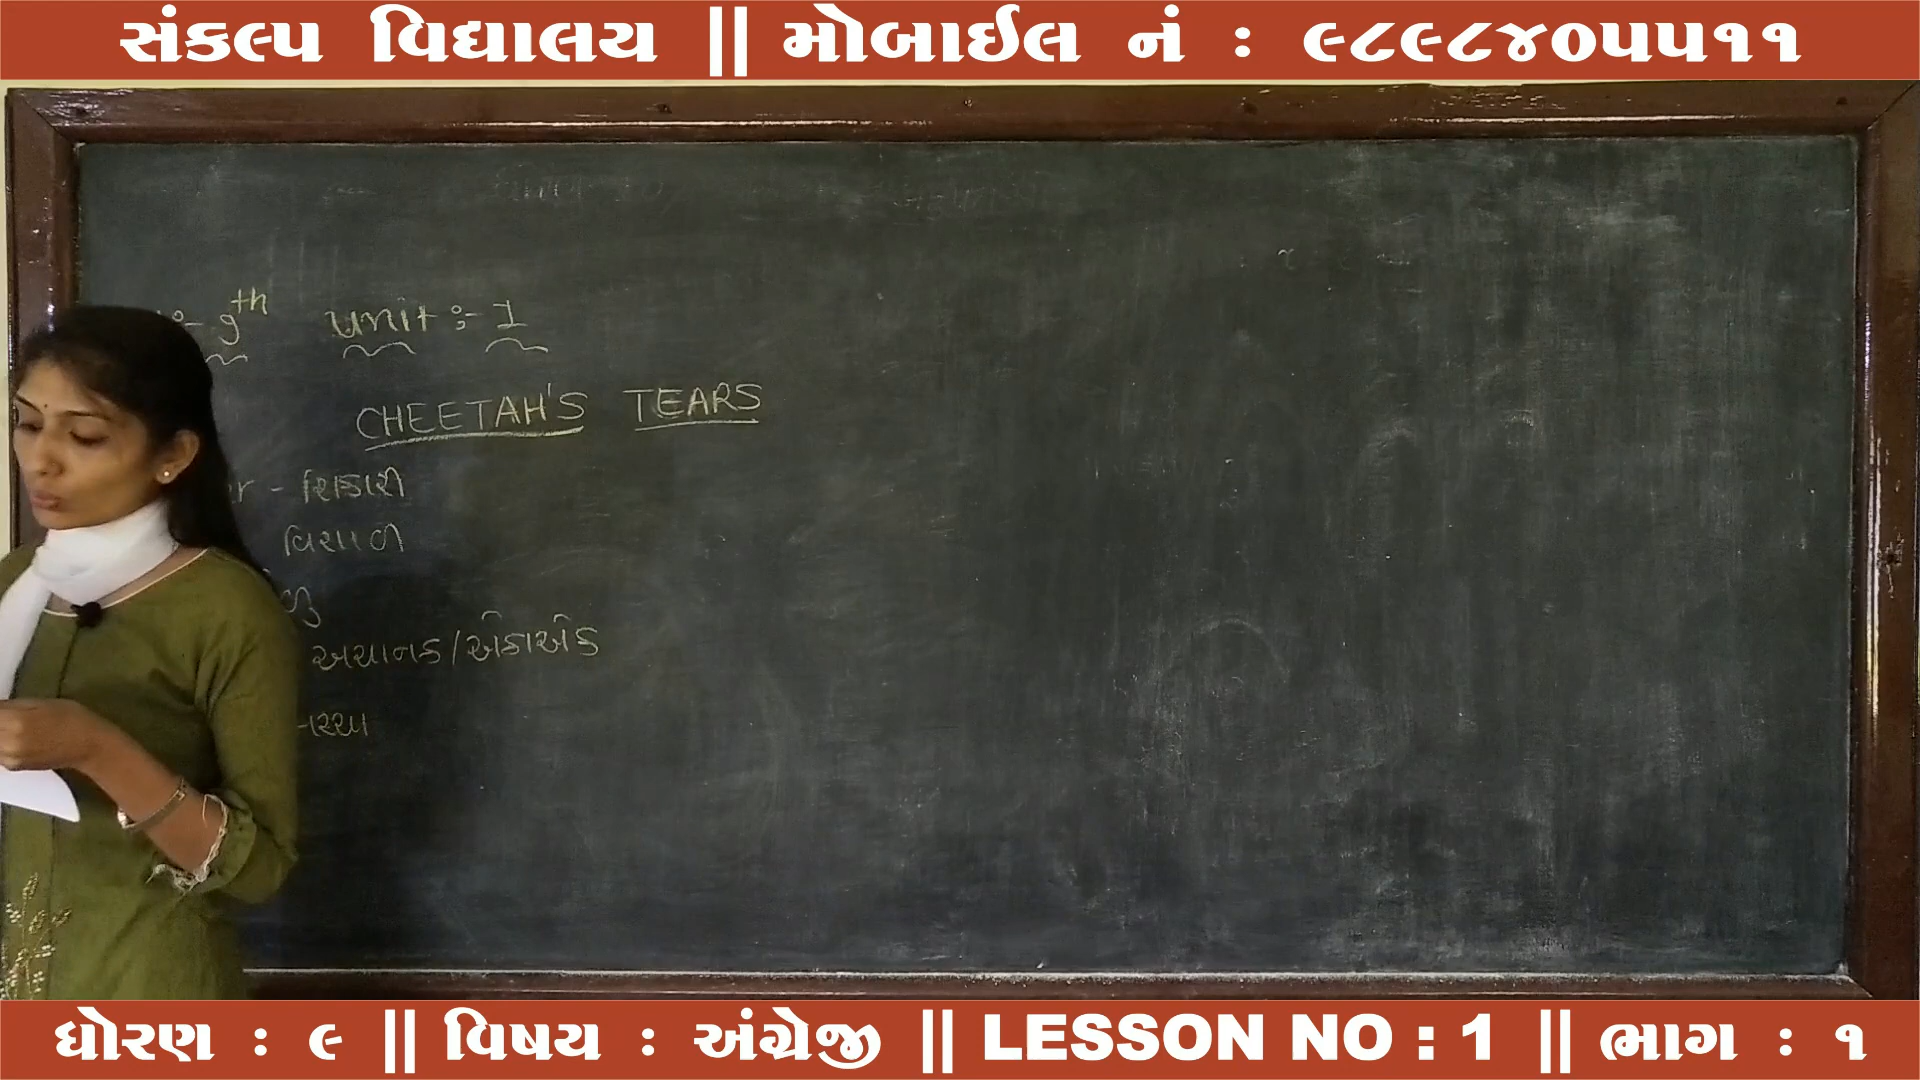 સંકલ્પ વિદ્યાલય || મોબાઈલ નં : ૯૮૯૮૪૦૫૫૧૧
:- 9th unit :- I
CHEETAH'S TEARS
r - શિકારી
વિશાળ
અચાનક/એકાએક
ધોરણ : ૯ || વિષય : અંગ્રેજી || LESSON NO : 1 || ભાગ : ૧